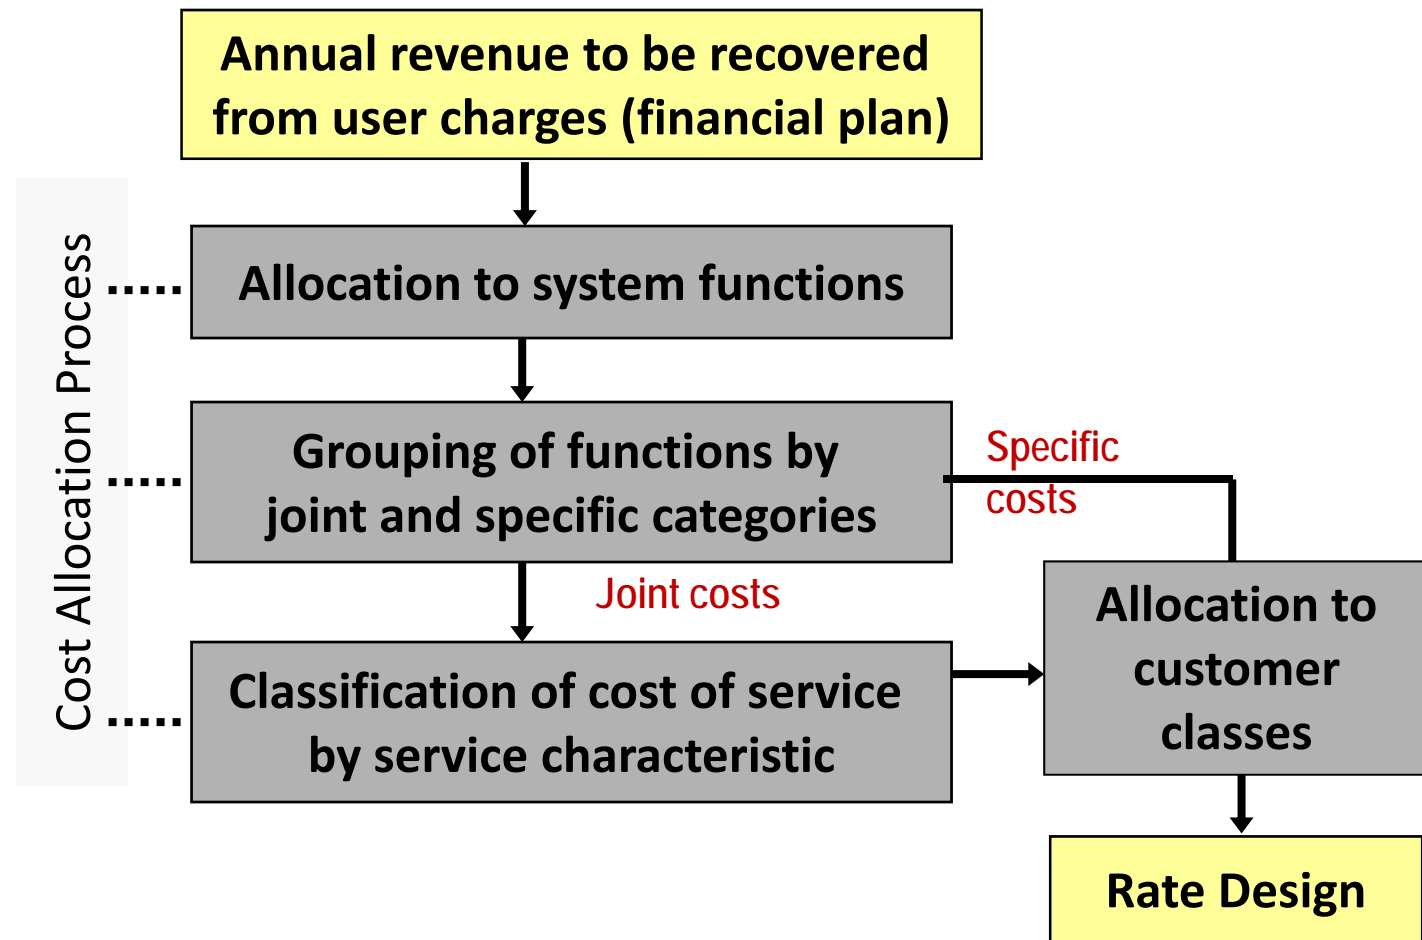 Annual revenue to be recovered
from user charges (financial plan)
Cost Allocation Process
Allocation to system functions
Grouping of functions by
joint and specific categories
Specific
costs
Joint costs
Classification of cost of service
by service characteristic
Allocation to
customer
classes
Rate Design